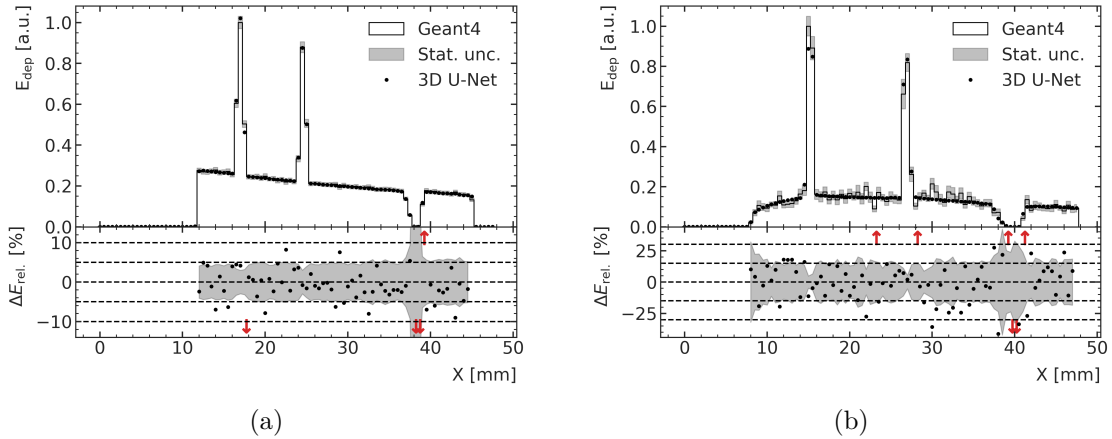 E_dep [a.u.]
1.0
0.8
0.6
0.4
0.2
0.0
Geant4
Stat. unc.
3D U-Net
ΔE_rel. [%]
10
5
0
−5
−10
0 10 20 30 40 50
X [mm]
(a)
E_dep [a.u.]
1.0
0.8
0.6
0.4
0.2
0.0
Geant4
Stat. unc.
3D U-Net
ΔE_rel. [%]
25
0
−25
0 10 20 30 40 50
X [mm]
(b)